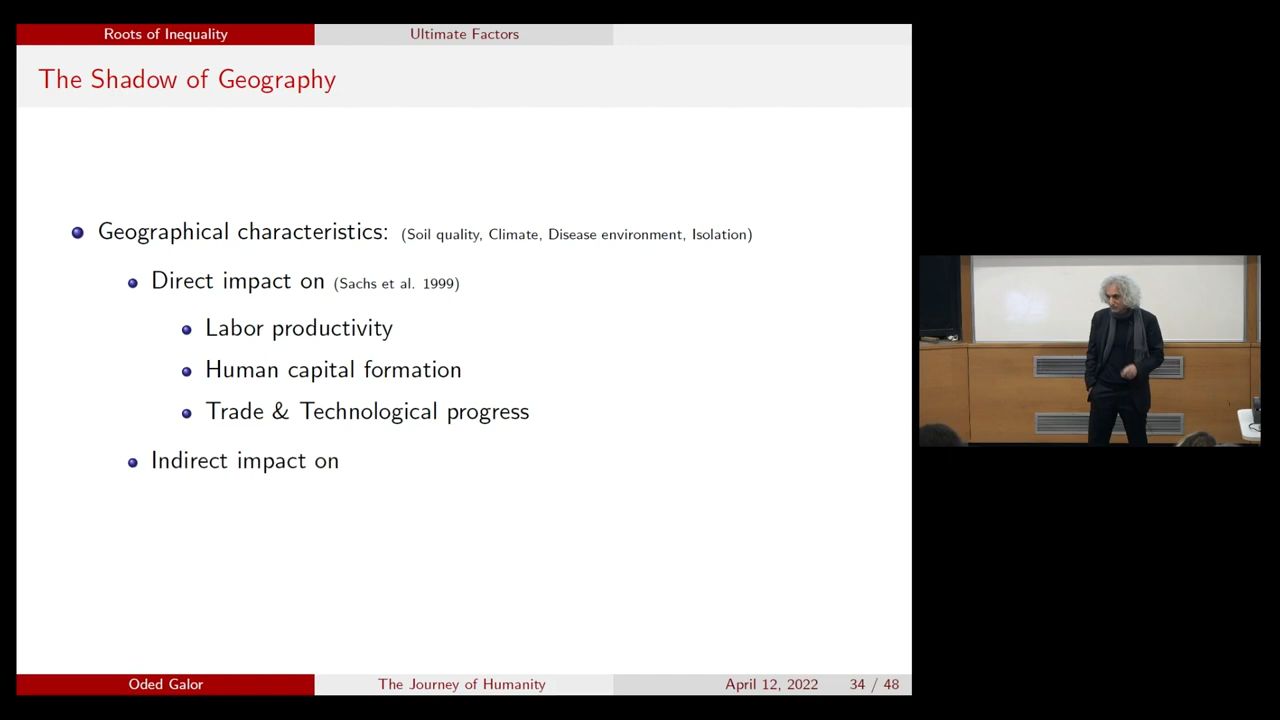 Roots of Inequality Ultimate Factors
The Shadow of Geography
Geographical characteristics: (Soil quality, Climate, Disease environment, Isolation)
Direct impact on (Sachs et al. 1999)
Labor productivity
Human capital formation
Trade & Technological progress
Indirect impact on
Oded Galor The Journey of Humanity April 12, 2022 34 / 48